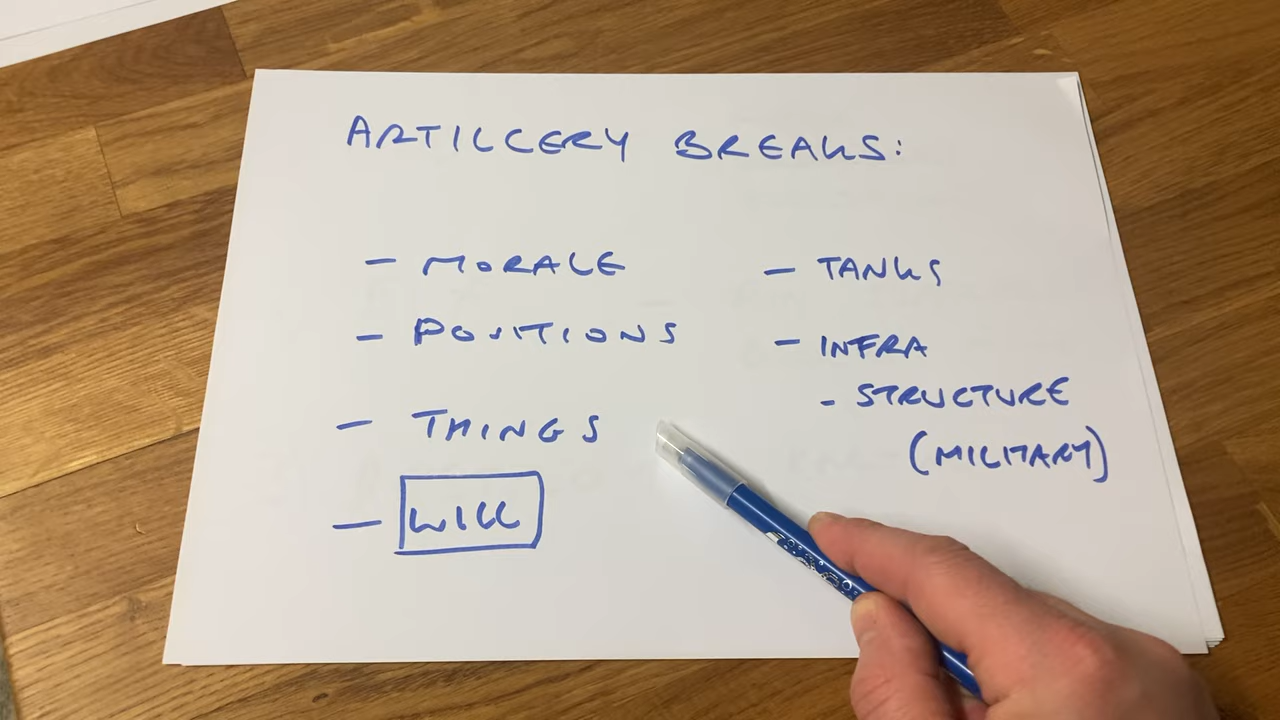 ARTILLERY BREAKS:
- MORALE
- POSITIONS
- THINGS
- WILL
- TANKS
- INFRA
- STRUCTURE
(MILITARY)